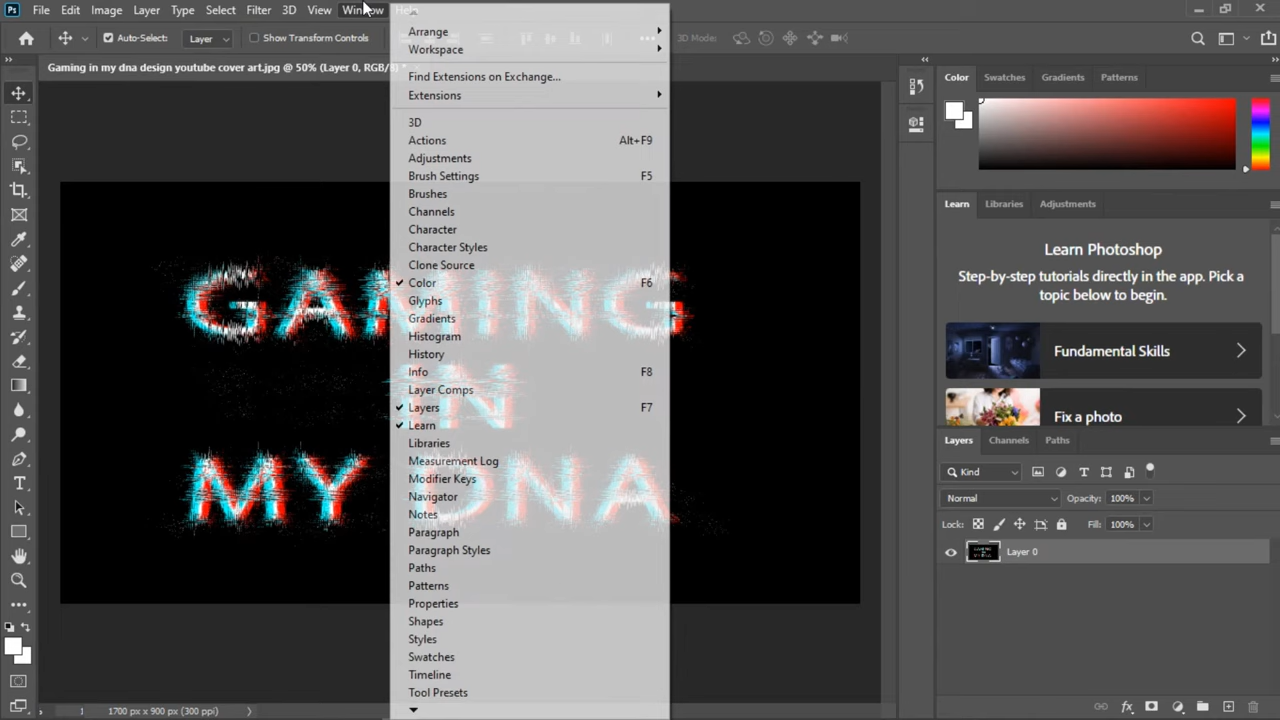 Ps File Edit Image Layer Type Select Filter 3D View Window Help
Auto-Select: Layer Show Transform Controls 3D Mode:
Gaming in my dna design youtube cover art.jpg @ 50% (Layer 0, RGB/8) *
Arrange
Workspace
Find Extensions on Exchange...
Extensions
3D
Actions Alt+F9
Adjustments
Brush Settings F5
Brushes
Channels
Character
Character Styles
Clone Source
Color F6
Glyphs
Gradients
Histogram
History
Info F8
Layer Comps
Layers F7
Learn
Libraries
Measurement Log
Modifier Keys
Navigator
Notes
Paragraph
Paragraph Styles
Paths
Patterns
Properties
Shapes
Styles
Swatches
Timeline
Tool Presets
GAMING
IN
MY DNA
Color Swatches Gradients Patterns
Learn Libraries Adjustments
Learn Photoshop
Step-by-step tutorials directly in the app. Pick a
topic below to begin.
Fundamental Skills
Fix a photo
Layers Channels Paths
Kind
Normal Opacity: 100%
Lock: Fill: 100%
Layer 0
1700 px x 900 px (300 ppi)